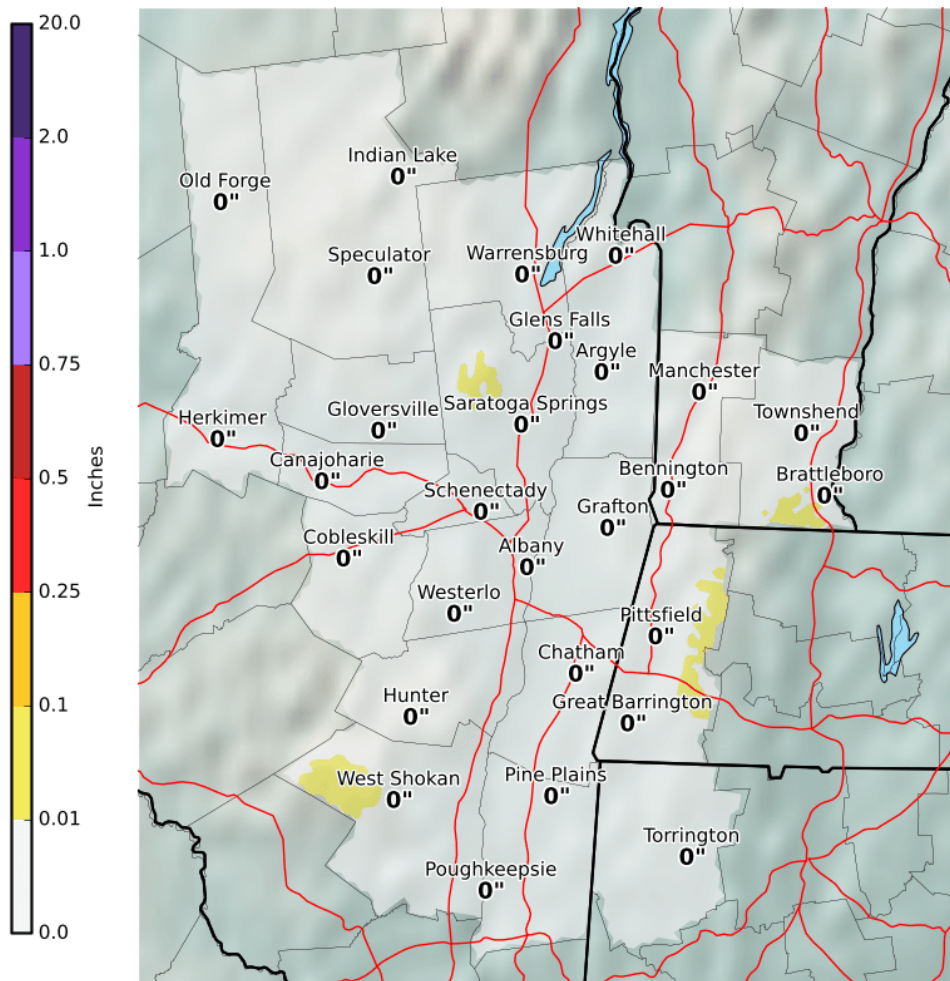 20.0
2.0
1.0
0.75
0.5
0.25
0.1
0.01
0.0
Inches
Indian Lake
0"
Old Forge
0"
Whitehall
0"
Speculator
0"
Warrensburg
0"
Glens Falls
0"
Argyle
0"
Manchester
0"
Gloversville
0"
Saratoga Springs
0"
Townshend
0"
Herkimer
0"
Canajoharie
0"
Bennington
0"
Brattleboro
0"
Schenectady
0"
Grafton
0"
Cobleskill
0"
Albany
0"
Westerlo
0"
Pittsfield
0"
Chatham
0"
Hunter
0"
Great Barrington
0"
West Shokan
0"
Pine Plains
0"
Torrington
0"
Poughkeepsie
0"